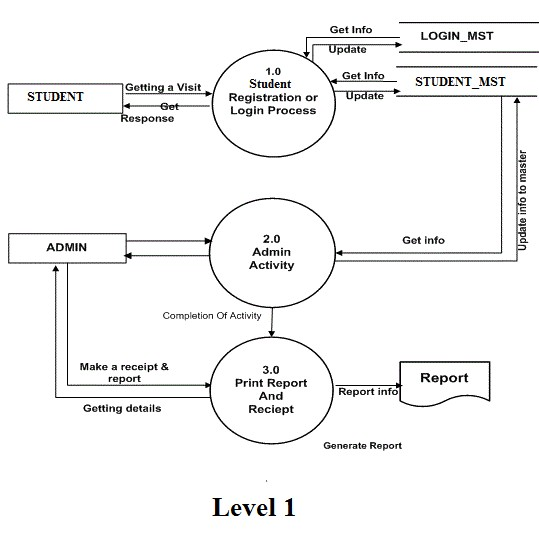 Get Info
LOGIN_MST
Update
1.0
Student
Registration or
Login Process
Get Info
STUDENT_MST
Update
STUDENT
Getting a Visit
Get
Response
Update info to master
2.0
Admin
Activity
Get info
ADMIN
Completion Of Activity
Make a receipt &
report
3.0
Print Report
And
Reciept
Report info
Report
Getting details
Generate Report
Level 1